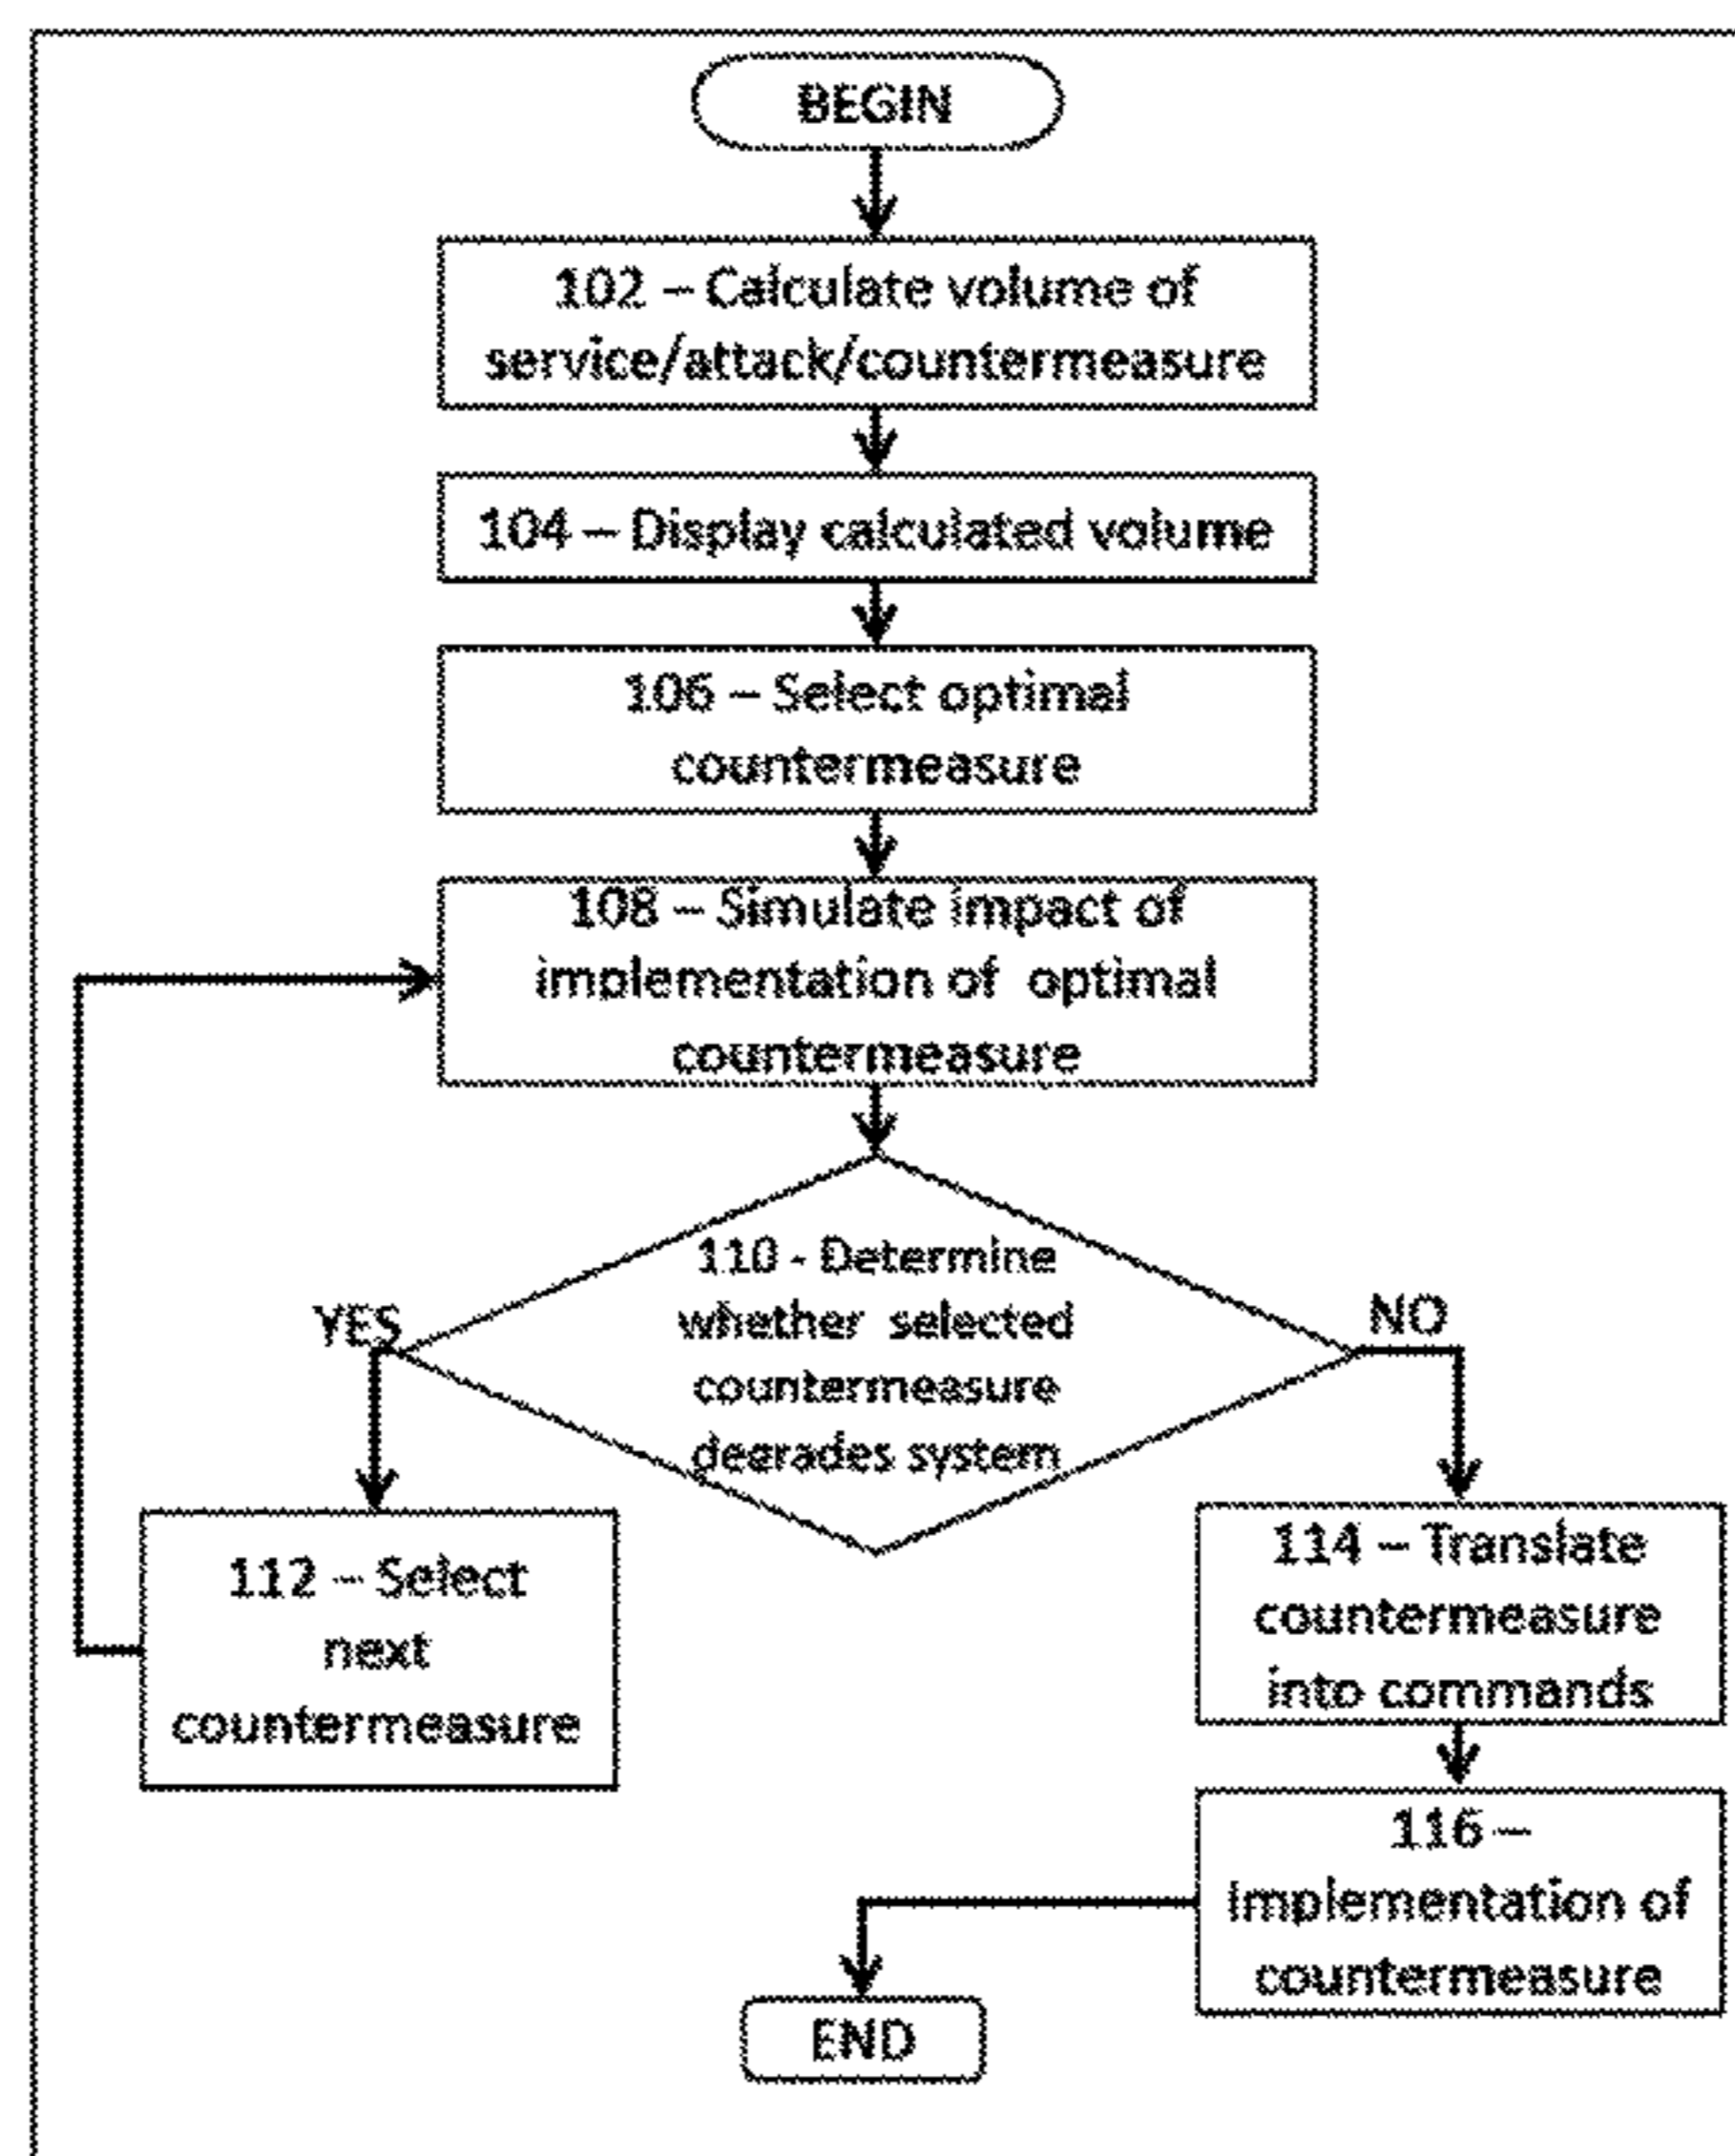 BEGIN
102 – Calculate volume of
service/attack/countermeasure
104 – Display calculated volume
106 – Select optimal
countermeasure
108 – Simulate impact of
implementation of optimal
countermeasure
110 - Determine
whether selected
countermeasure
degrades system
YES
NO
112 – Select
next
countermeasure
114 – Translate
countermeasure
into commands
116 –
Implementation of
countermeasure
END